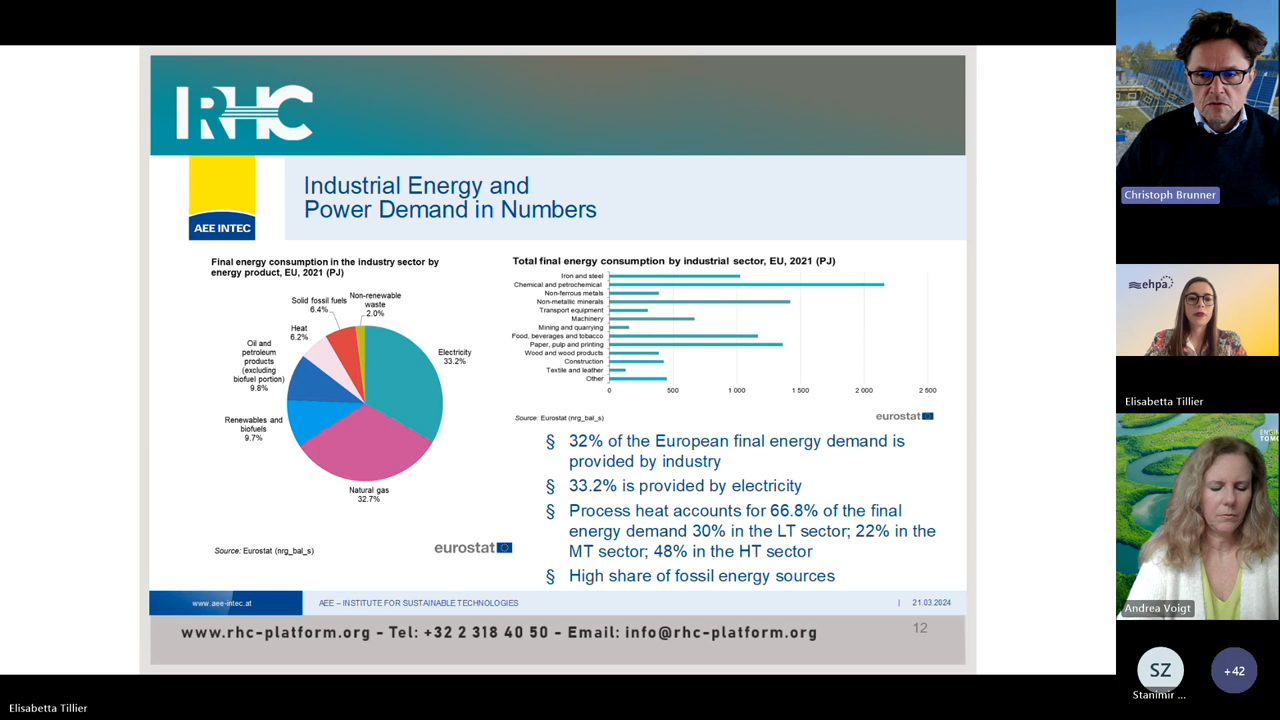 RHC
AEE INTEC
Industrial Energy and
Power Demand in Numbers
Final energy consumption in the industry sector by
energy product, EU, 2021 (PJ)
Non-renewable
waste
2.0%
Solid fossil fuels
6.4%
Heat
6.2%
Oil and
petroleum
products
(excluding
biofuel portion)
9.8%
Renewables and
biofuels
9.7%
Electricity
33.2%
Natural gas
32.7%
Source: Eurostat (nrg_bal_s)
eurostat
Total final energy consumption by industrial sector, EU, 2021 (PJ)
Iron and steel
Chemical and petrochemical
Non-ferrous metals
Non-metallic minerals
Transport equipment
Machinery
Mining and quarrying
Food, beverages and tobacco
Paper, pulp and printing
Wood and wood products
Construction
Textile and leather
Other
0 500 1 000 1 500 2 000 2 500
Source: Eurostat (nrg_bal_s)
eurostat
§ 32% of the European final energy demand is
provided by industry
§ 33.2% is provided by electricity
§ Process heat accounts for 66.8% of the final
energy demand 30% in the LT sector; 22% in the
MT sector; 48% in the HT sector
§ High share of fossil energy sources
www.aee-intec.at
AEE – INSTITUTE FOR SUSTAINABLE TECHNOLOGIES
| 21.03.2024
www.rhc-platform.org - Tel: +32 2 318 40 50 - Email: info@rhc-platform.org
12
Christoph Brunner
ehpa
Elisabetta Tillier
Andrea Voigt
SZ
Stanimir ...
+42
Elisabetta Tillier